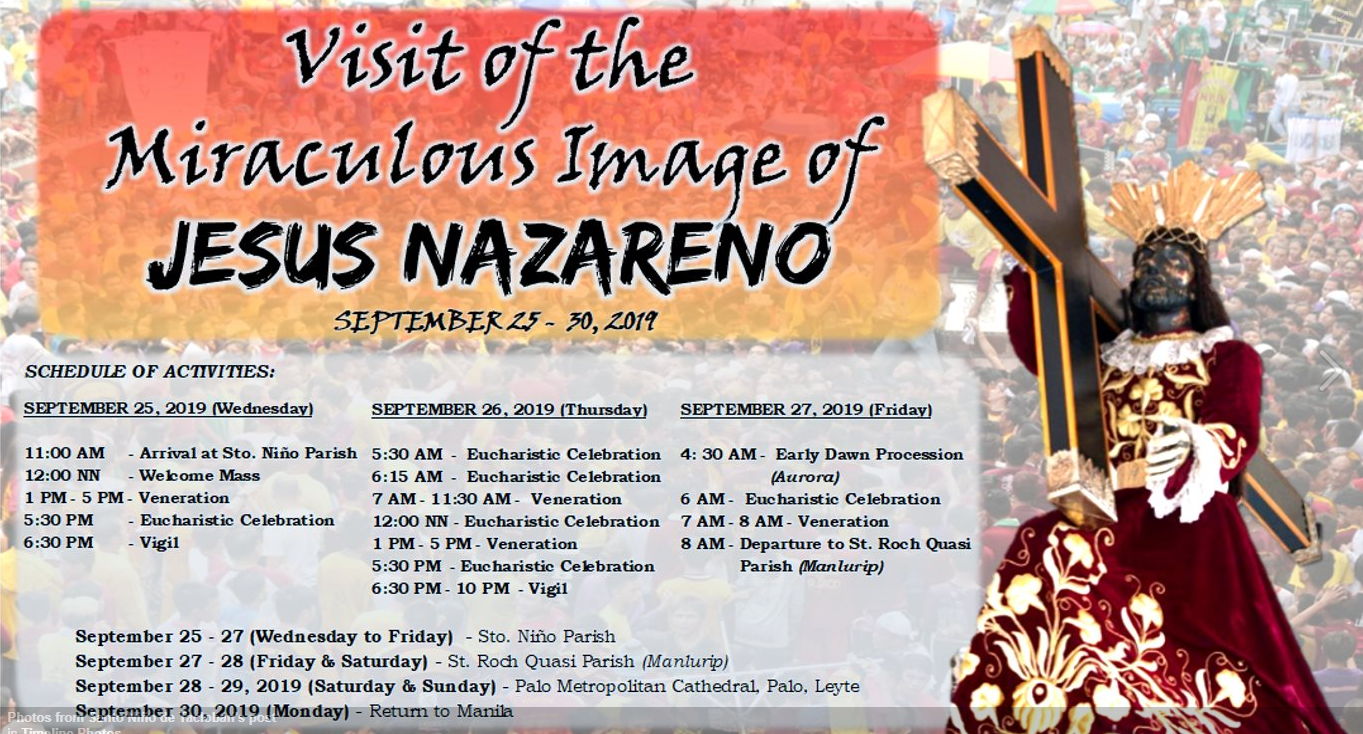 Visit of the
Miraculous Image of
JESUS NAZARENO
SEPTEMBER 25 - 30, 2019
SCHEDULE OF ACTIVITIES:
SEPTEMBER 25, 2019 (Wednesday)
11:00 AM - Arrival at Sto. Niño Parish
12:00 NN - Welcome Mass
1 PM - 5 PM - Veneration
5:30 PM - Eucharistic Celebration
6:30 PM - Vigil
SEPTEMBER 26, 2019 (Thursday)
5:30 AM - Eucharistic Celebration
6:15 AM - Eucharistic Celebration
7 AM - 11:30 AM - Veneration
12:00 NN - Eucharistic Celebration
1 PM - 5 PM - Veneration
5:30 PM - Eucharistic Celebration
6:30 PM - 10 PM - Vigil
SEPTEMBER 27, 2019 (Friday)
4: 30 AM - Early Dawn Procession
(Aurora)
6 AM - Eucharistic Celebration
7 AM - 8 AM - Veneration
8 AM - Departure to St. Roch Quasi
Parish (Manlurip)
September 25 - 27 (Wednesday to Friday) - Sto. Niño Parish
September 27 - 28 (Friday & Saturday) - St. Roch Quasi Parish (Manlurip)
September 28 - 29, 2019 (Saturday & Sunday) - Palo Metropolitan Cathedral, Palo, Leyte
September 30, 2019 (Monday) - Return to Manila
Photos from Santo Niño de Tacloban's post
in Timeline Photos